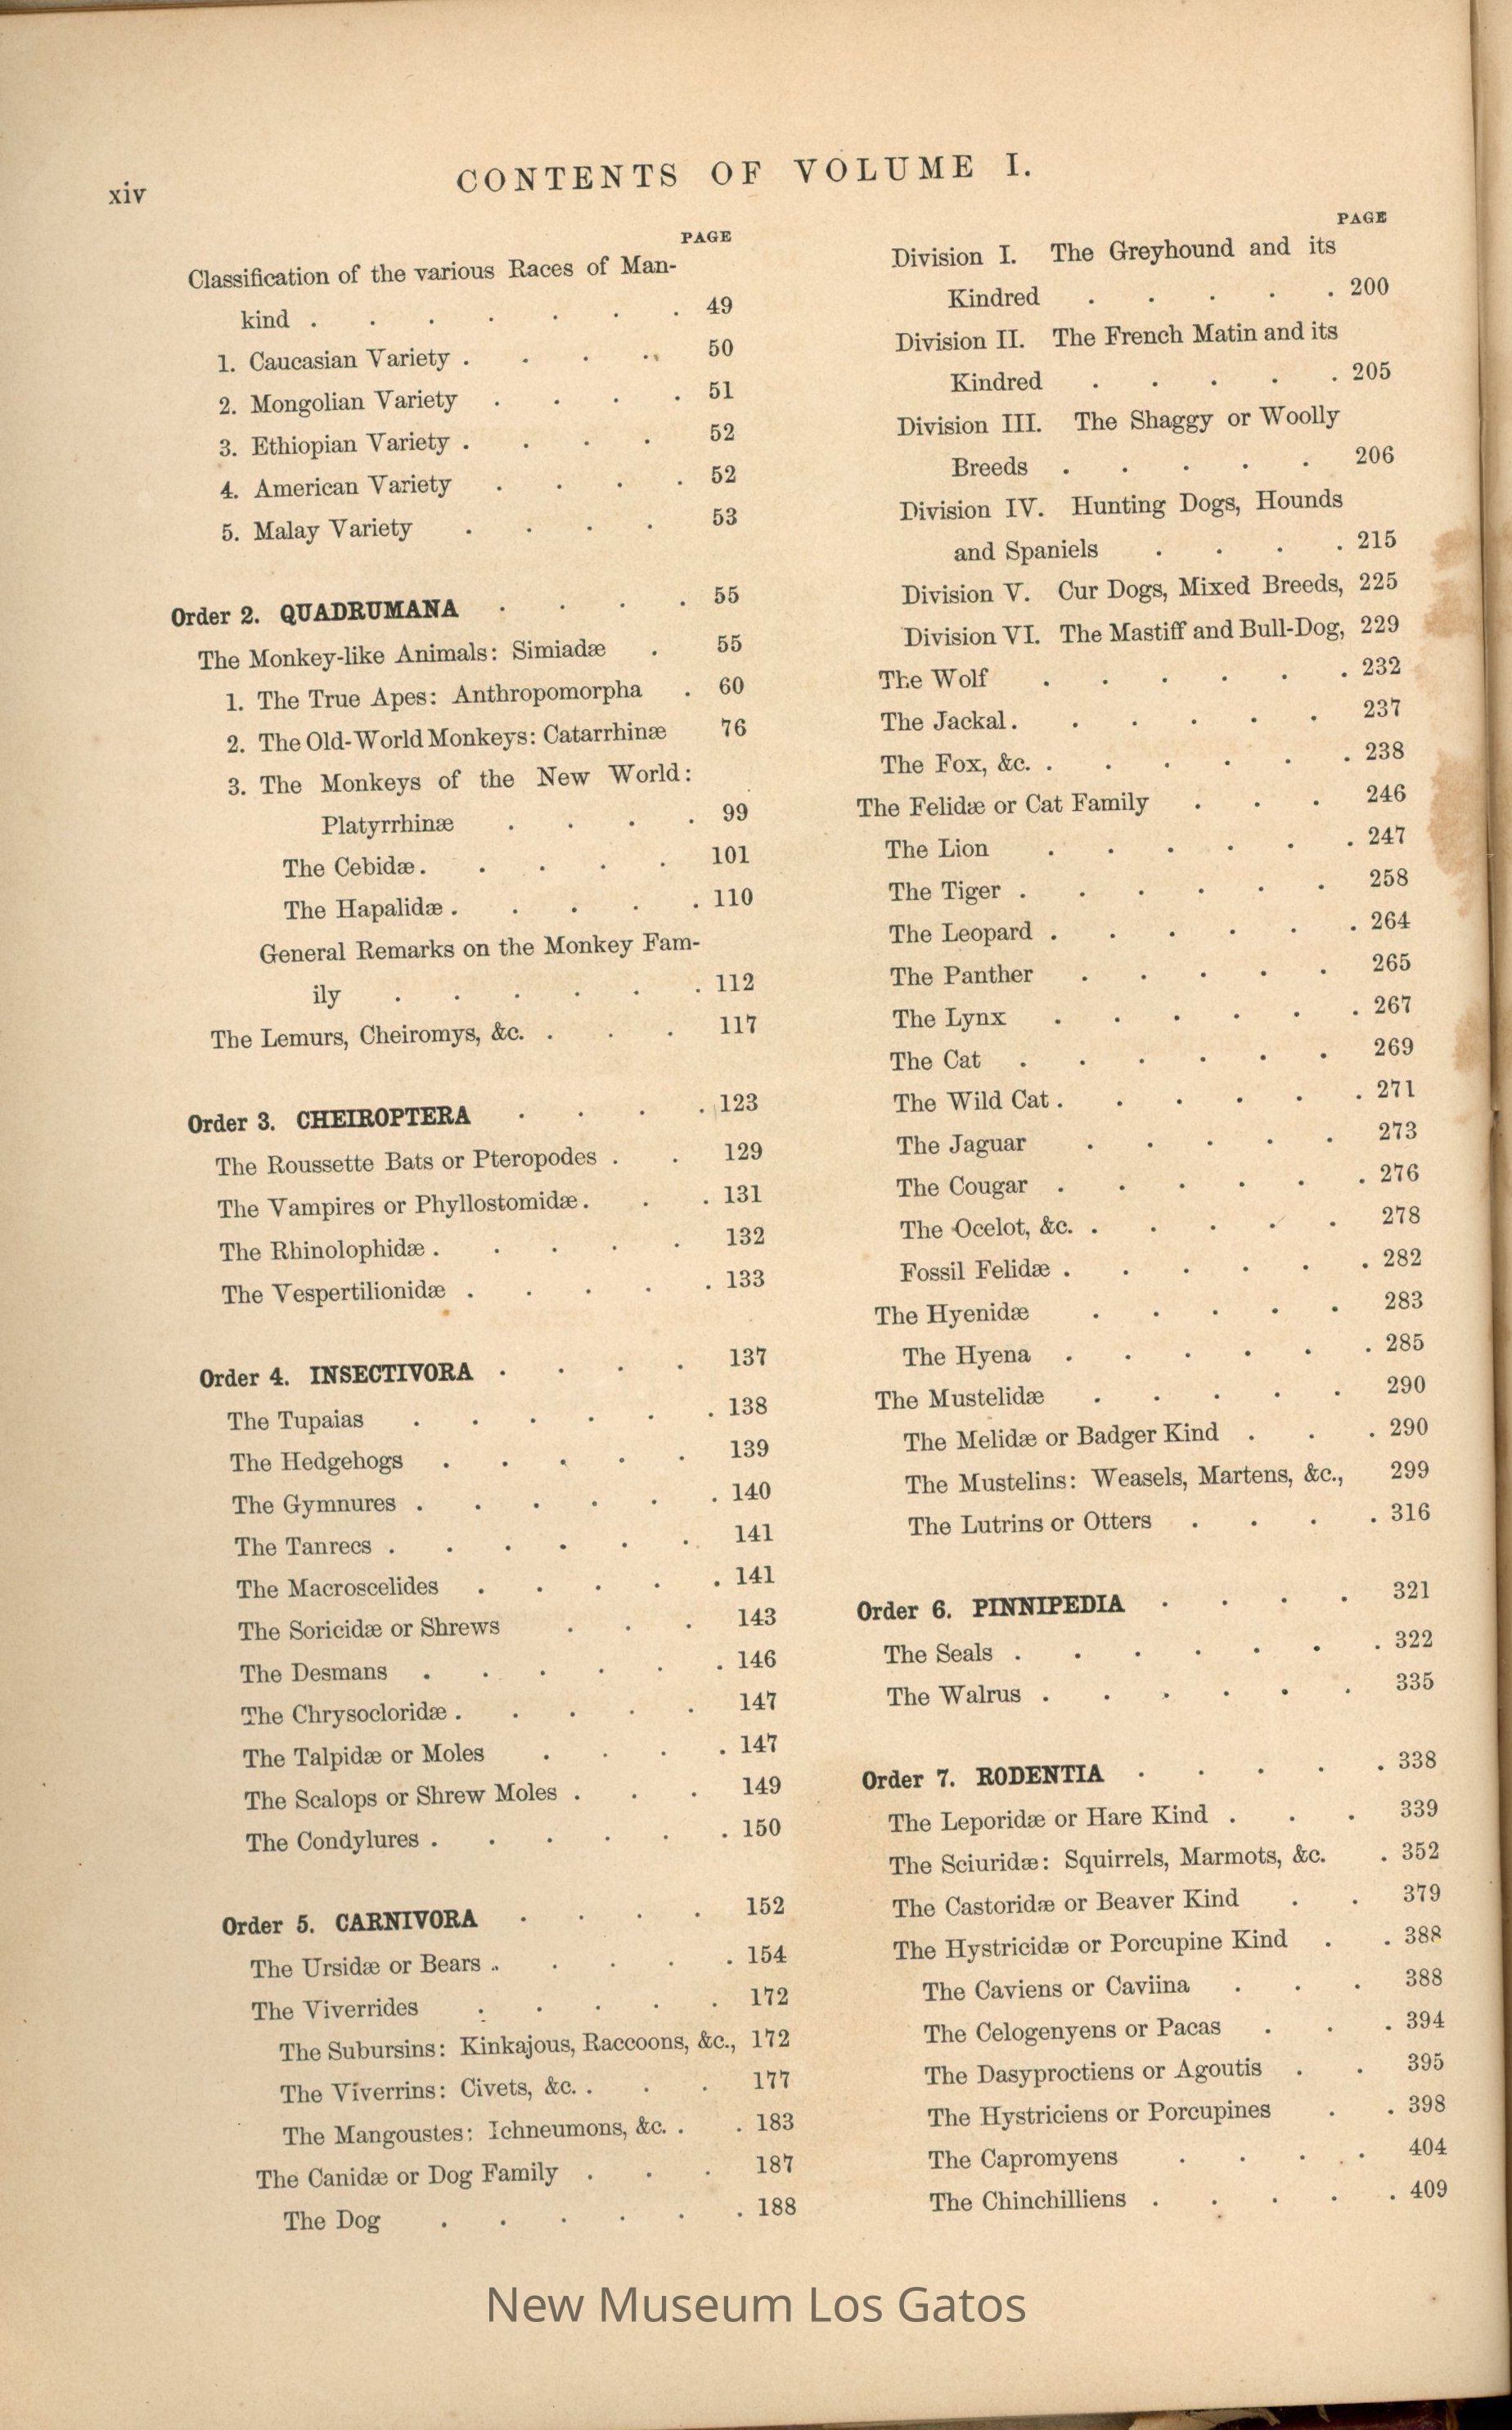 xiv
CONTENTS OF VOLUME I.
PAGE
Classification of the various Races of Man-
kind . . . . . . . 49
1. Caucasian Variety . . . . 50
2. Mongolian Variety . . . . 51
3. Ethiopian Variety . . . . 52
4. American Variety . . . . 52
5. Malay Variety . . . . 53
Order 2. QUADRUMANA . . . . 55
The Monkey-like Animals: Simiadæ . 55
1. The True Apes: Anthropomorpha . 60
2. The Old-World Monkeys: Catarrhinæ 76
3. The Monkeys of the New World:
Platyrrhinæ . . . . 99
The Cebidæ . . . . . 101
The Hapalidæ . . . . . 110
General Remarks on the Monkey Fam-
ily . . . . . . 112
The Lemurs, Cheiromys, &c. . . . 117
Order 3. CHEIROPTERA . . . . 123
The Roussette Bats or Pteropodes . . 129
The Vampires or Phyllostomidæ . . . 131
The Rhinolophidæ . . . . . 132
The Vespertilionidæ . . . . . 133
Order 4. INSECTIVORA . . . . 137
The Tupaias . . . . . . 138
The Hedgehogs . . . . . 139
The Gymnures . . . . . . 140
The Tanrecs . . . . . . 141
The Macroscelides . . . . . 141
The Soricidæ or Shrews . . . 143
The Desmans . . . . . . 146
The Chrysocloridæ . . . . . 147
The Talpidæ or Moles . . . . 147
The Scalops or Shrew Moles . . . 149
The Condylures . . . . . . 150
Order 5. CARNIVORA . . . . 152
The Ursidæ or Bears . . . . . 154
The Viverrides . . . . . 172
The Subursins: Kinkajous, Raccoons, &c., 172
The Viverrins: Civets, &c. . . . 177
The Mangoustes: Ichneumons, &c. . . 183
The Canidæ or Dog Family . . . 187
The Dog . . . . . . 188
PAGE
Division I. The Greyhound and its
Kindred . . . . . 200
Division II. The French Matin and its
Kindred . . . . . 205
Division III. The Shaggy or Woolly
Breeds . . . . . 206
Division IV. Hunting Dogs, Hounds
and Spaniels . . . . 215
Division V. Cur Dogs, Mixed Breeds, 225
Division VI. The Mastiff and Bull-Dog, 229
The Wolf . . . . . . 232
The Jackal . . . . . . 237
The Fox, &c. . . . . . . 238
The Felidæ or Cat Family . . . 246
The Lion . . . . . . 247
The Tiger . . . . . . 258
The Leopard . . . . . . 264
The Panther . . . . . 265
The Lynx . . . . . . 267
The Cat . . . . . . 269
The Wild Cat . . . . . . 271
The Jaguar . . . . . 273
The Cougar . . . . . . 276
The Ocelot, &c. . . . . . 278
Fossil Felidæ . . . . . . 282
The Hyenidæ . . . . . 283
The Hyena . . . . . . 285
The Mustelidæ . . . . . 290
The Melidæ or Badger Kind . . . 290
The Mustelins: Weasels, Martens, &c., 299
The Lutrins or Otters . . . . 316
Order 6. PINNIPEDIA . . . . 321
The Seals . . . . . . . 322
The Walrus . . . . . . 335
Order 7. RODENTIA . . . . . 338
The Leporidæ or Hare Kind . . . 339
The Sciuridæ: Squirrels, Marmots, &c. . 352
The Castoridæ or Beaver Kind . . 379
The Hystricidæ or Porcupine Kind . . 388
The Caviens or Caviina . . . 388
The Celogenyens or Pacas . . . 394
The Dasyproctiens or Agoutis . . 395
The Hystriciens or Porcupines . . 398
The Capromyens . . . . 404
The Chinchilliens . . . . . 409
New Museum Los Gatos